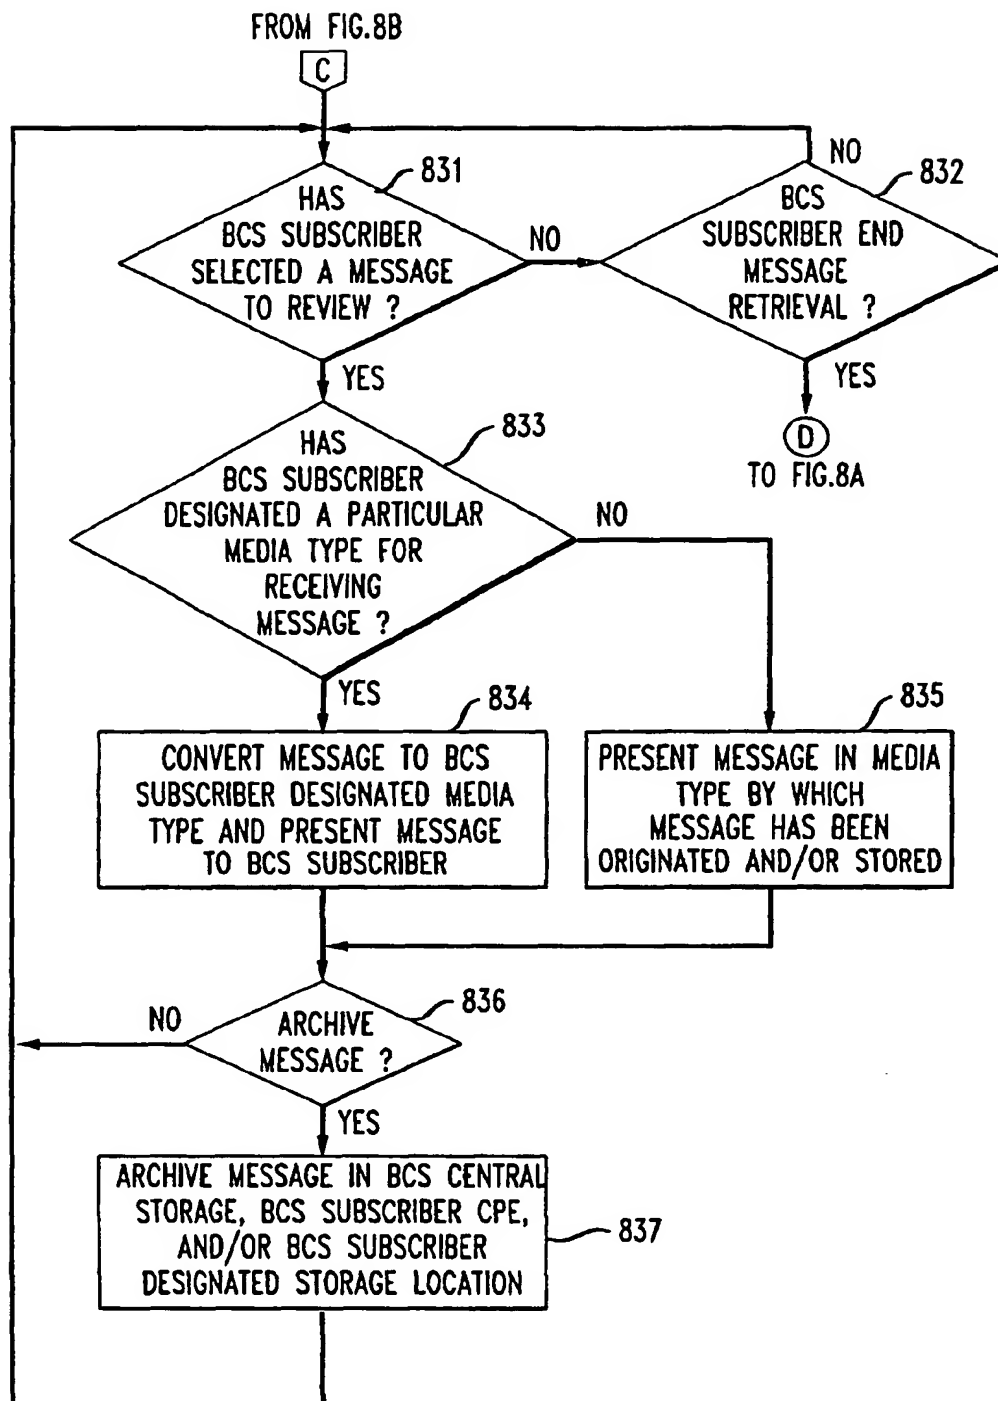 FROM FIG.8B
C
NO
831
832
HAS
BCS SUBSCRIBER
SELECTED A MESSAGE
TO REVIEW ?
NO
BCS
SUBSCRIBER END
MESSAGE
RETRIEVAL ?
YES
YES
D
TO FIG.8A
833
HAS
BCS SUBSCRIBER
DESIGNATED A PARTICULAR
MEDIA TYPE FOR
RECEIVING
MESSAGE ?
NO
YES
834
835
CONVERT MESSAGE TO BCS
SUBSCRIBER DESIGNATED MEDIA
TYPE AND PRESENT MESSAGE
TO BCS SUBSCRIBER
PRESENT MESSAGE IN MEDIA
TYPE BY WHICH
MESSAGE HAS BEEN
ORIGINATED AND/OR STORED
836
NO
ARCHIVE
MESSAGE ?
YES
ARCHIVE MESSAGE IN BCS CENTRAL
STORAGE, BCS SUBSCRIBER CPE,
AND/OR BCS SUBSCRIBER
DESIGNATED STORAGE LOCATION
837